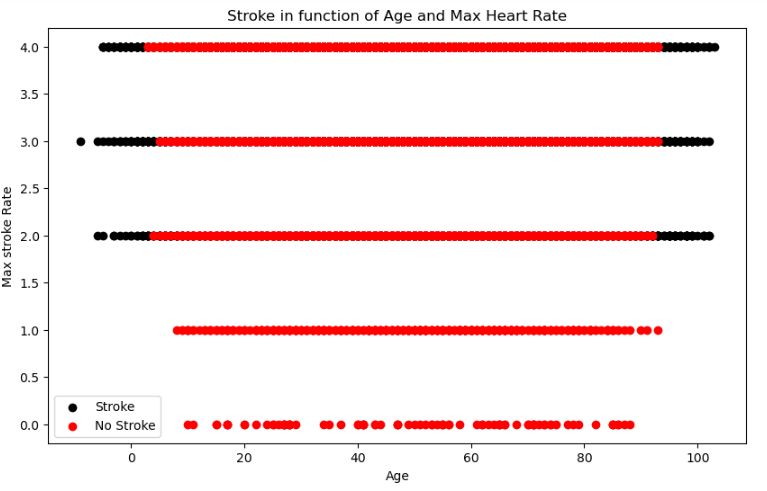 Stroke in function of Age and Max Heart Rate
Max stroke Rate
4.0
3.5
3.0
2.5
2.0
1.5
1.0
0.5
0.0
Stroke
No Stroke
0 20 40 60 80 100
Age